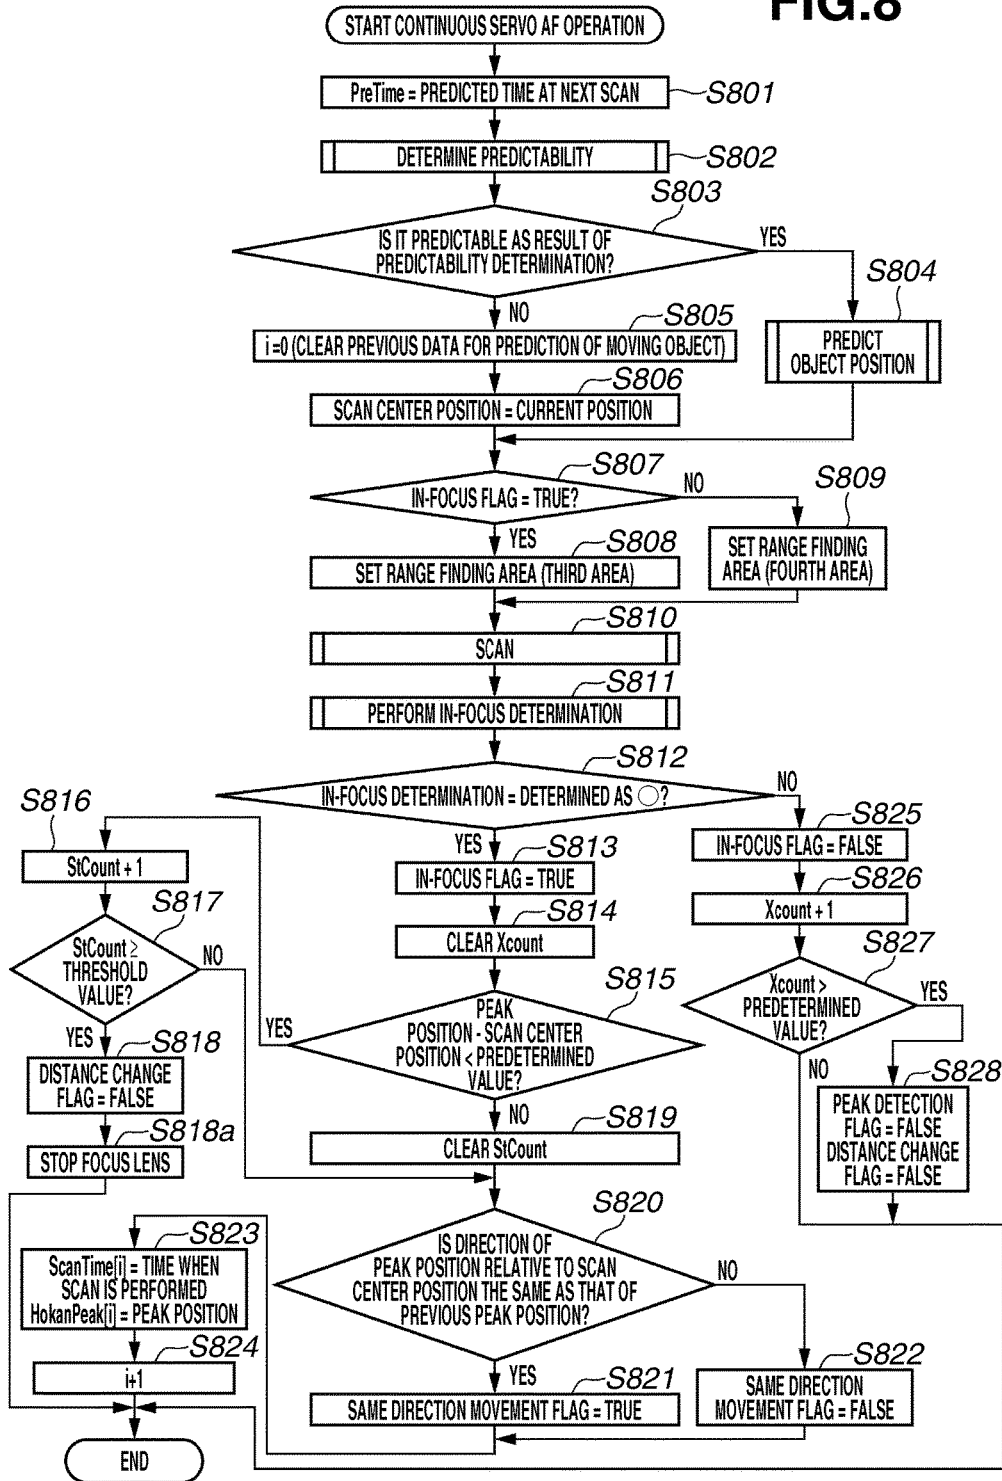 FIG.8
START CONTINUOUS SERVO AF OPERATION
PreTime = PREDICTED TIME AT NEXT SCAN
S801
DETERMINE PREDICTABILITY
S802
S803
IS IT PREDICTABLE AS RESULT OF
PREDICTABILITY DETERMINATION?
YES
NO
S804
PREDICT
OBJECT POSITION
S805
i =0 (CLEAR PREVIOUS DATA FOR PREDICTION OF MOVING OBJECT)
S806
SCAN CENTER POSITION = CURRENT POSITION
S807
IN-FOCUS FLAG = TRUE?
NO
YES
S809
SET RANGE FINDING
AREA (FOURTH AREA)
S808
SET RANGE FINDING AREA (THIRD AREA)
S810
SCAN
S811
PERFORM IN-FOCUS DETERMINATION
S812
IN-FOCUS DETERMINATION = DETERMINED AS ○?
NO
YES
S813
IN-FOCUS FLAG = TRUE
S814
CLEAR Xcount
S815
PEAK
POSITION - SCAN CENTER
POSITION < PREDETERMINED
VALUE?
YES
NO
S816
StCount + 1
S817
StCount ≥
THRESHOLD
VALUE?
NO
YES
S818
DISTANCE CHANGE
FLAG = FALSE
S818a
STOP FOCUS LENS
S819
CLEAR StCount
S820
IS DIRECTION OF
PEAK POSITION RELATIVE TO SCAN
CENTER POSITION THE SAME AS THAT OF
PREVIOUS PEAK POSITION?
NO
YES
S821
SAME DIRECTION MOVEMENT FLAG = TRUE
S822
SAME DIRECTION
MOVEMENT FLAG = FALSE
S823
ScanTime[i] = TIME WHEN
SCAN IS PERFORMED
HokanPeak[i] = PEAK POSITION
S824
i+1
S825
IN-FOCUS FLAG = FALSE
S826
Xcount + 1
S827
Xcount >
PREDETERMINED
VALUE?
YES
NO
S828
PEAK DETECTION
FLAG = FALSE
DISTANCE CHANGE
FLAG = FALSE
END